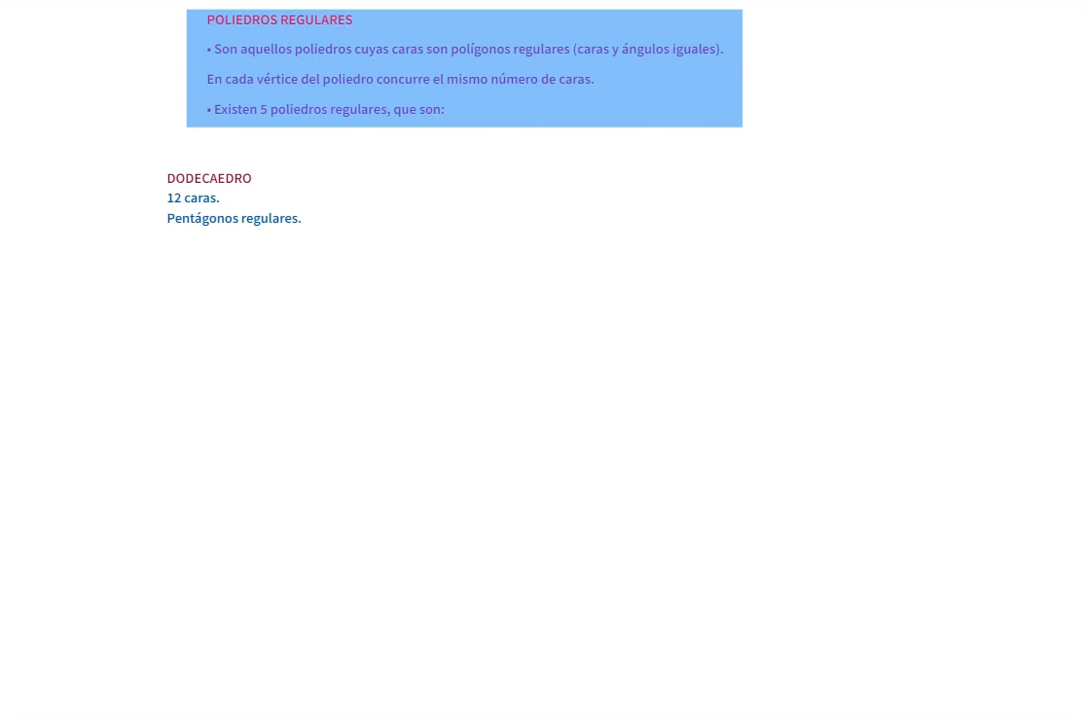 POLIEDROS REGULARES
• Son aquellos poliedros cuyas caras son polígonos regulares (caras y ángulos iguales).
En cada vértice del poliedro concurre el mismo número de caras.
• Existen 5 poliedros regulares, que son:
DODECAEDRO
12 caras.
Pentágonos regulares.